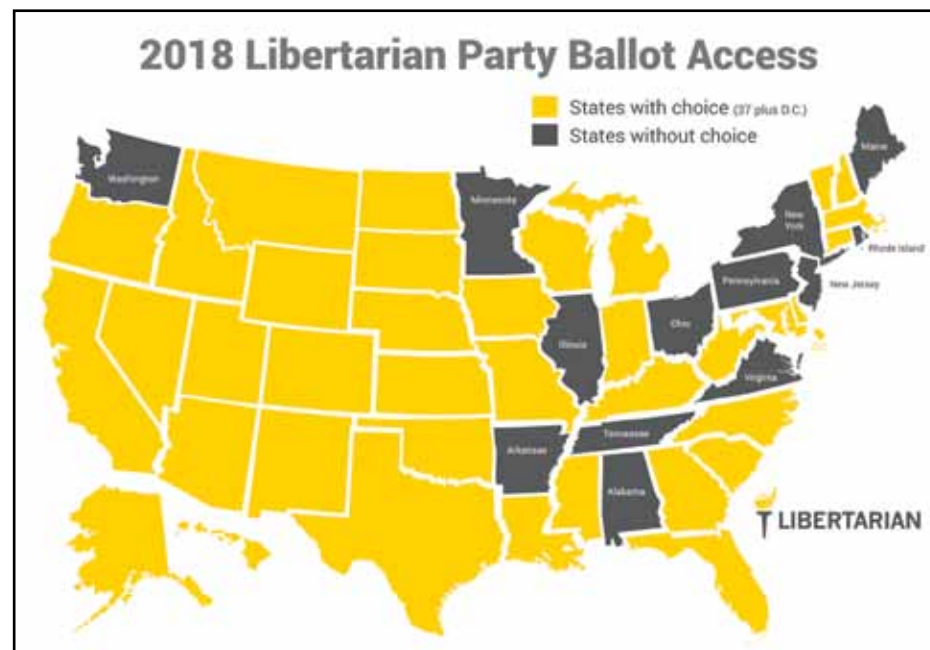 2018 Libertarian Party Ballot Access
States with choice (37 plus D.C.)
States without choice
Washington
Minnesota
Maine
New
York
Rhode Island
Pennsylvania
New Jersey
Ohio
Illinois
Virginia
Tennessee
Arkansas
Alabama
LIBERTARIAN